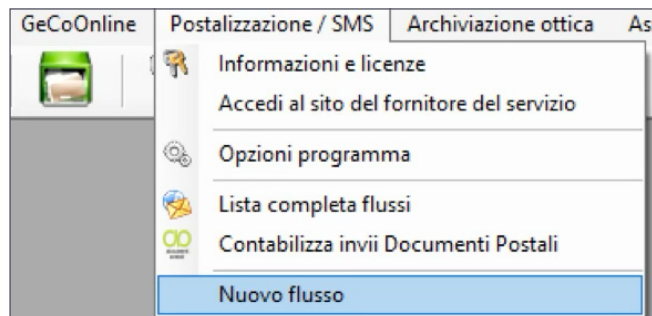 GeCoOnline Postalizzazione / SMS Archiviazione ottica As
Informazioni e licenze
Accedi al sito del fornitore del servizio
Opzioni programma
Lista completa flussi
Contabilizza invii Documenti Postali
Nuovo flusso